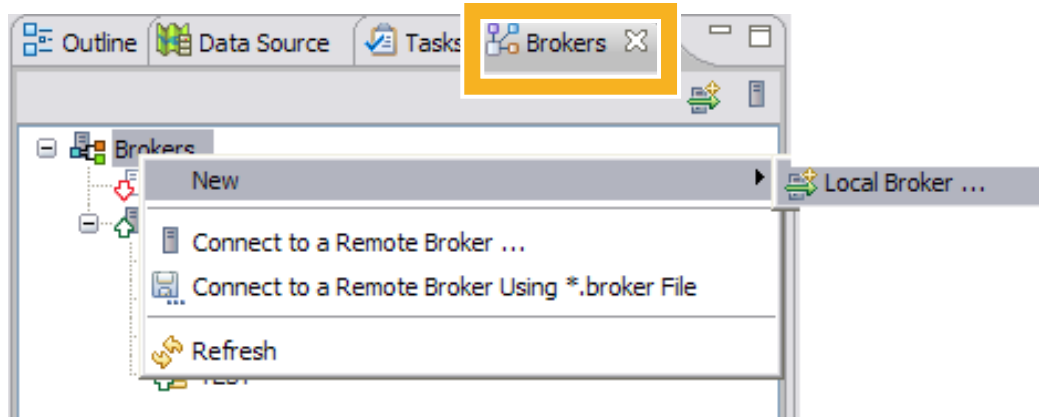 Outline Data Source Tasks Brokers
Brokers
New
Local Broker ...
Connect to a Remote Broker ...
Connect to a Remote Broker Using *.broker File
Refresh